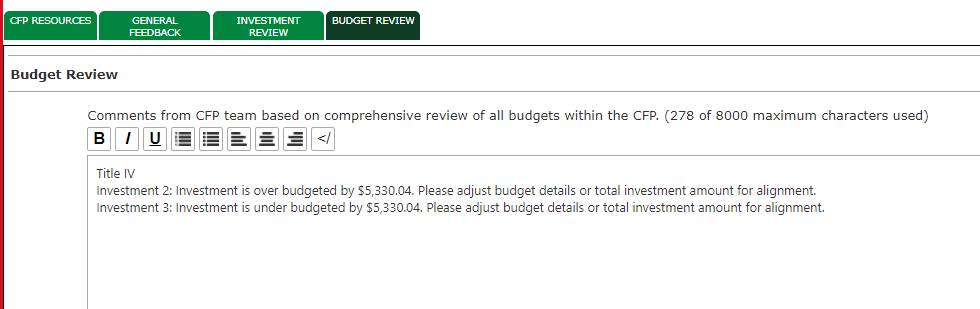 CFP RESOURCES
GENERAL
FEEDBACK
INVESTMENT
REVIEW
BUDGET REVIEW
Budget Review
Comments from CFP team based on comprehensive review of all budgets within the CFP. (278 of 8000 maximum characters used)
B I U </
Title IV
Investment 2: Investment is over budgeted by $5,330.04. Please adjust budget details or total investment amount for alignment.
Investment 3: Investment is under budgeted by $5,330.04. Please adjust budget details or total investment amount for alignment.